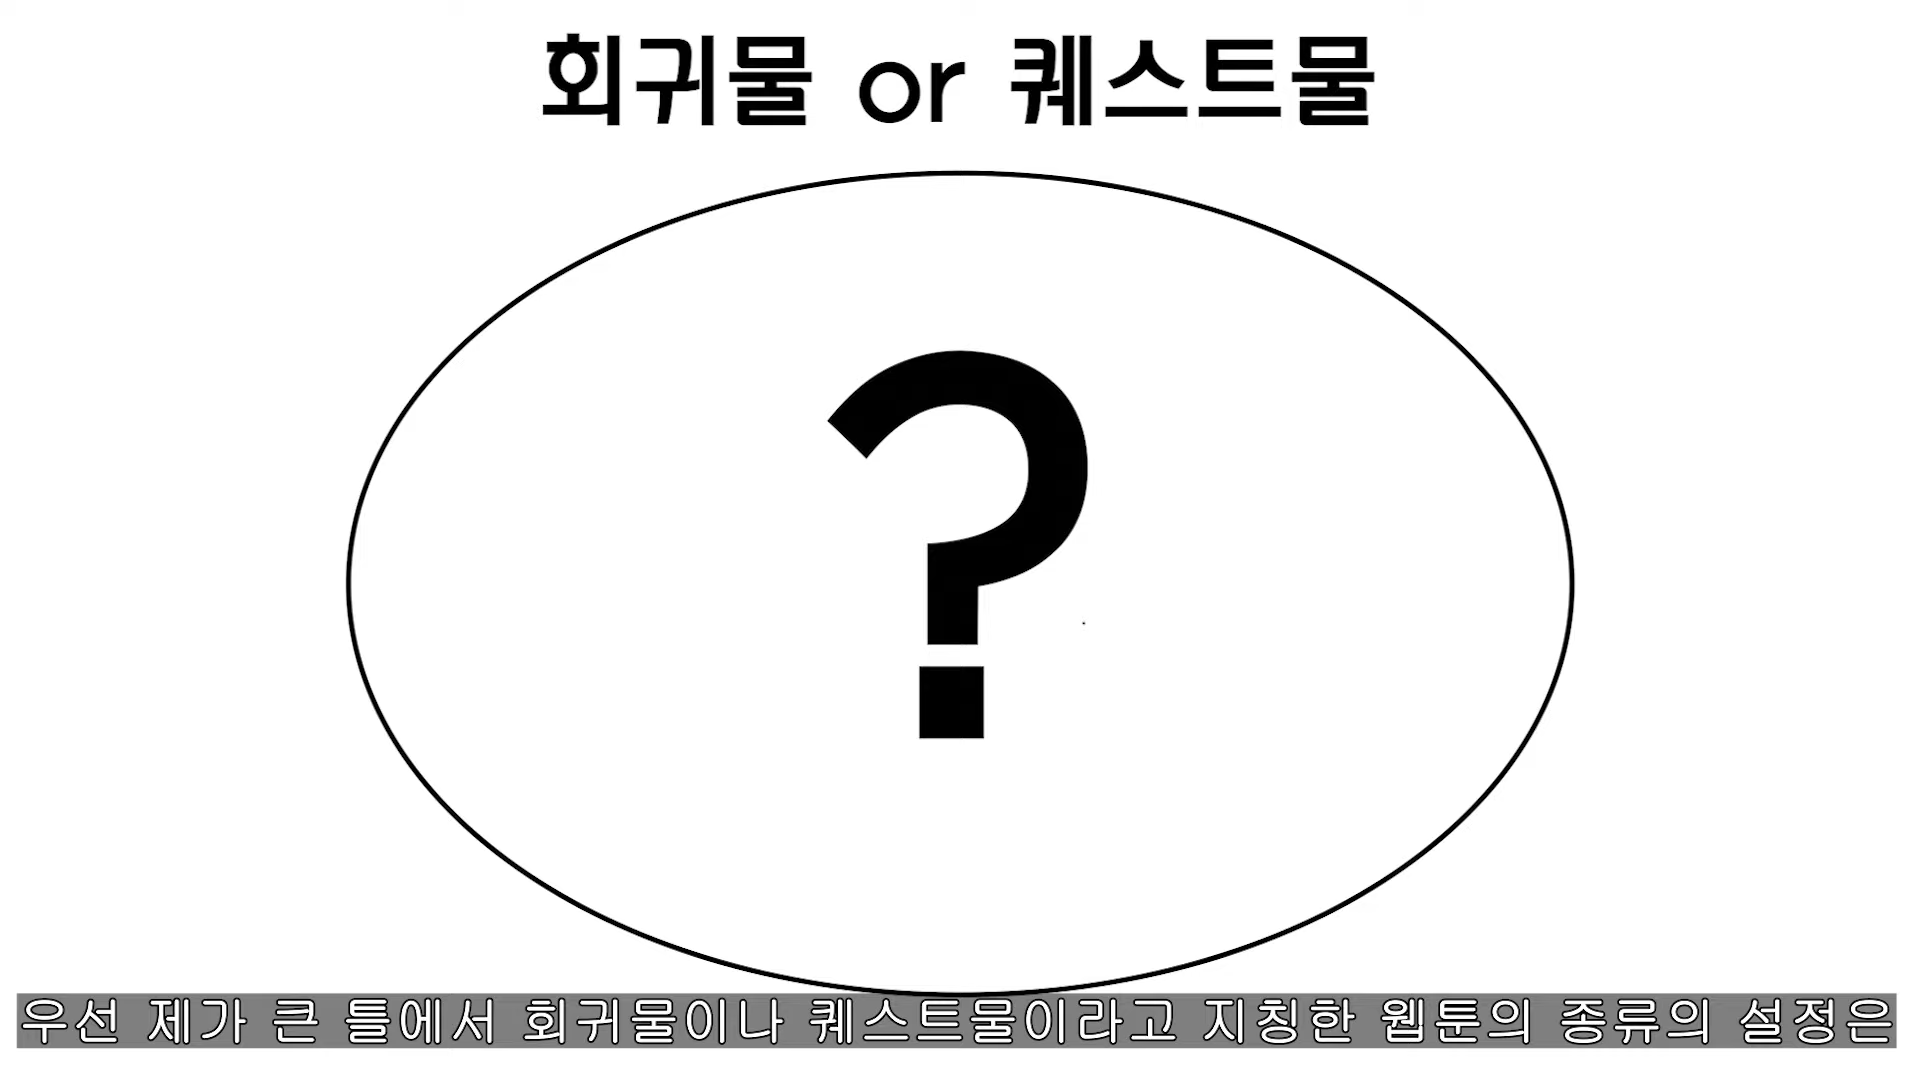 회귀물 or 퀘스트물
?
우선 제가 큰 틀에서 회귀물이나 퀘스트물이라고 지칭한 웹툰의 종류의 설정은